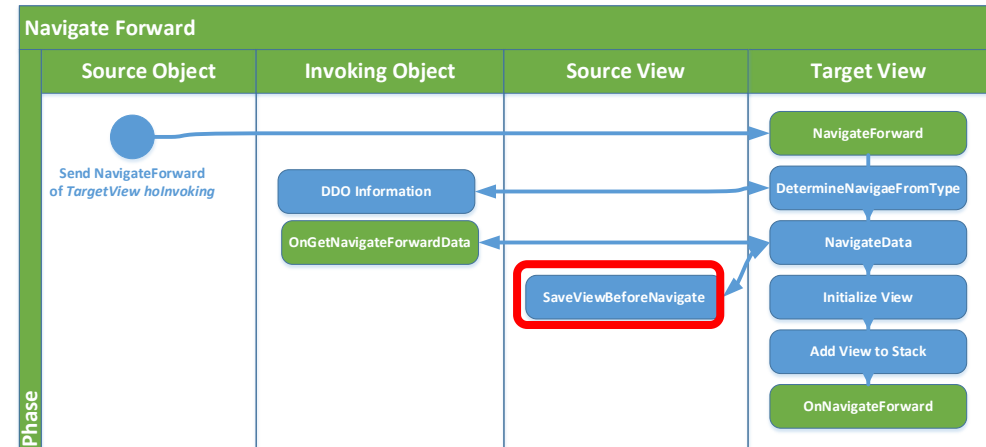 Navigate Forward
Source Object
Invoking Object
Source View
Target View
NavigateForward
Send NavigateForward
of TargetView hoInvoking
DDO Information
DetermineNavigaeFromType
OnGetNavigateForwardData
NavigateData
SaveViewBeforeNavigate
Initialize View
Add View to Stack
OnNavigateForward
Phase